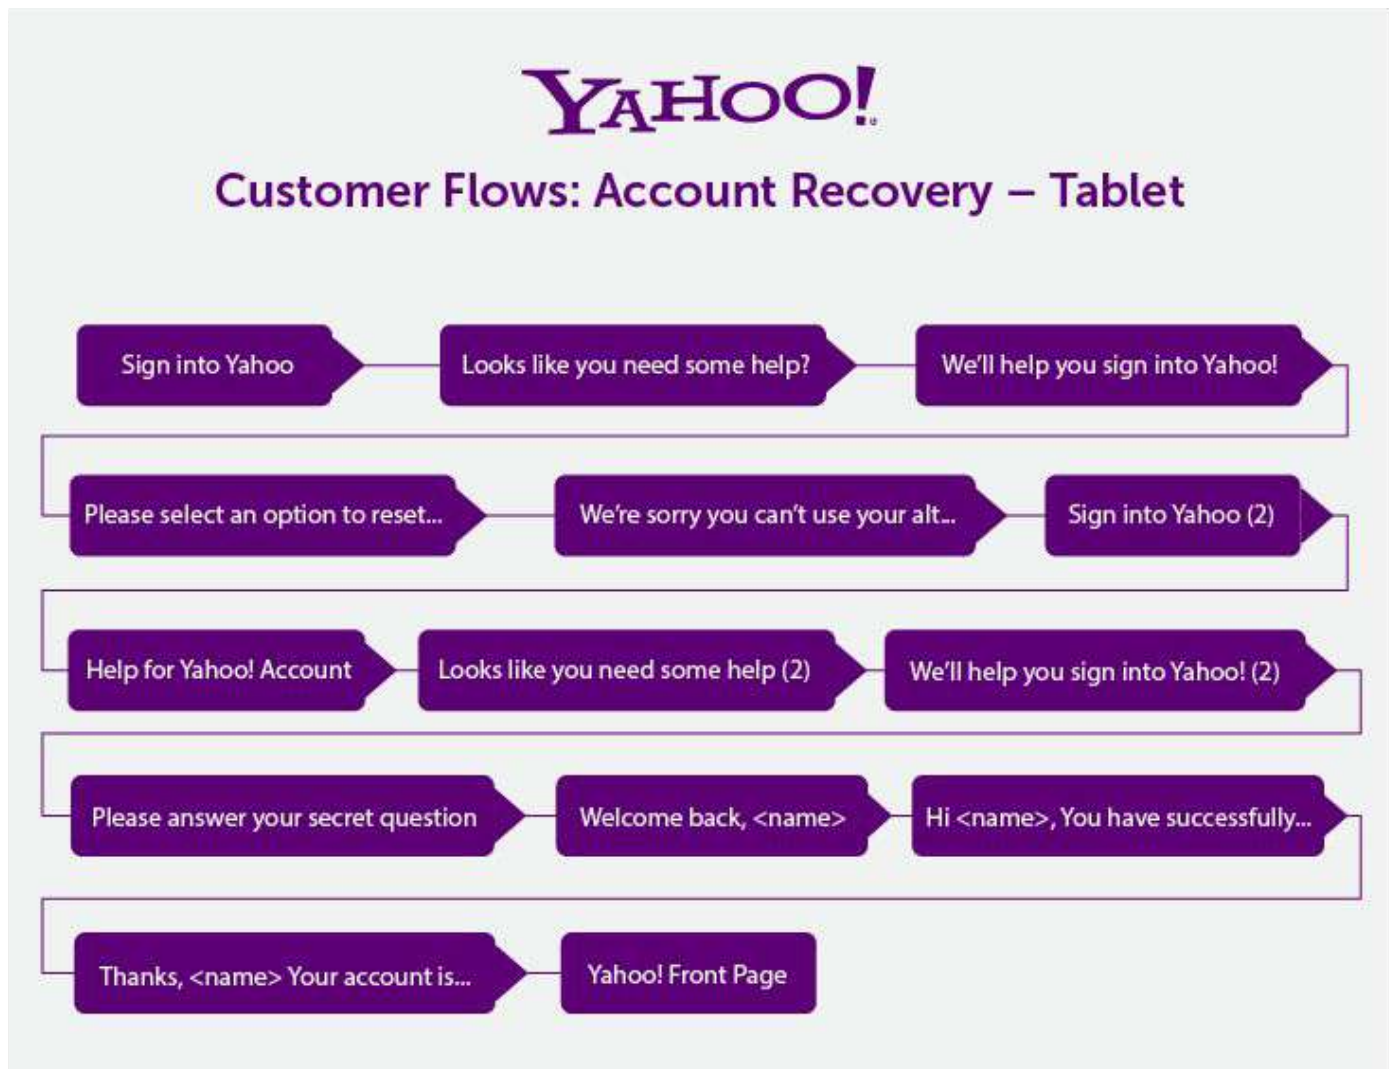 YAHOO!
Customer Flows: Account Recovery – Tablet
Sign into Yahoo
Looks like you need some help?
We'll help you sign into Yahoo!
Please select an option to reset...
We're sorry you can't use your alt...
Sign into Yahoo (2)
Help for Yahoo! Account
Looks like you need some help (2)
We'll help you sign into Yahoo! (2)
Please answer your secret question
Welcome back, <name>
Hi <name>, You have successfully...
Thanks, <name> Your account is...
Yahoo! Front Page